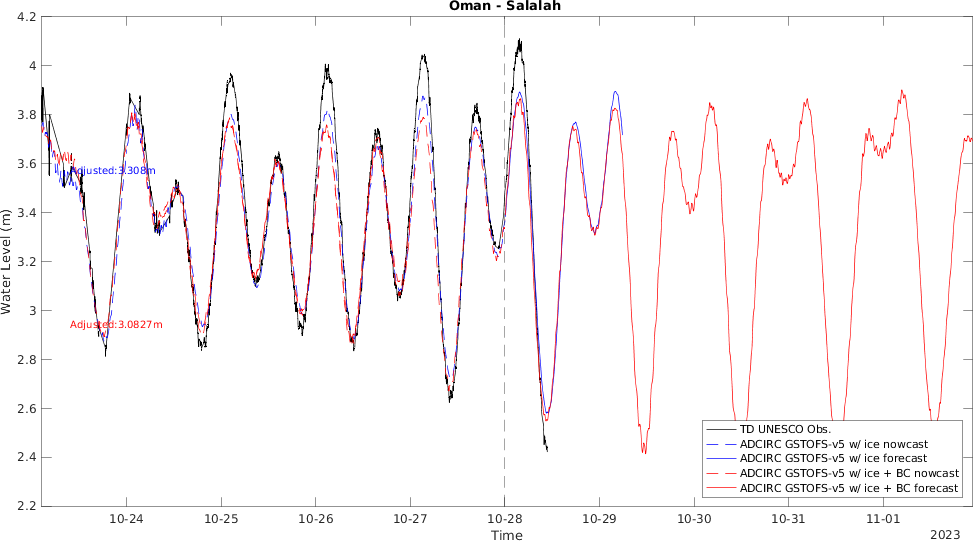 Oman - Salalah
Water Level (m)
4.2
4
3.8
3.6
3.4
3.2
3
2.8
2.6
2.4
2.2
Adjusted:3.308m
Adjusted:3.0827m
TD UNESCO Obs.
ADCIRC GSTOFS-v5 w/ ice nowcast
ADCIRC GSTOFS-v5 w/ ice forecast
ADCIRC GSTOFS-v5 w/ ice + BC nowcast
ADCIRC GSTOFS-v5 w/ ice + BC forecast
10-24 10-25 10-26 10-27 10-28 10-29 10-30 10-31 11-01
Time
2023